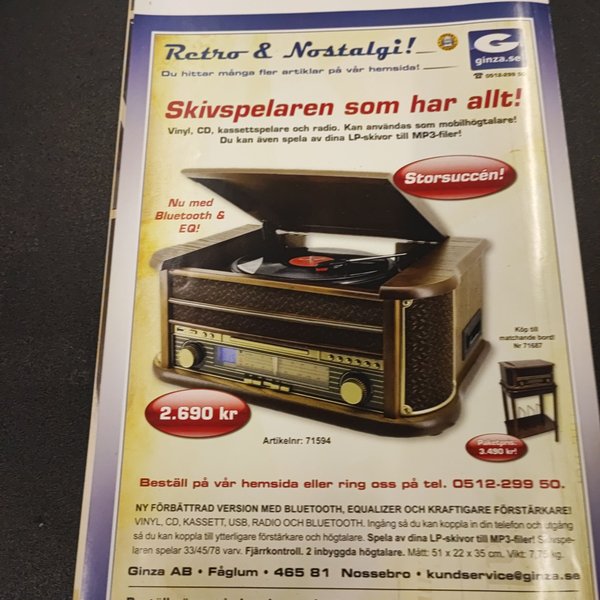 Retro & Nostalgi!
G
ginza.se
Du hittar många fler artiklar på vår hemsida!
☎ 0512-299 50
Skivspelaren som har allt!
Vinyl, CD, kassettspelare och radio. Kan användas som mobilhögtalare!
Du kan även spela av dina LP-skivor till MP3-filer!
Storsuccén!
Nu med
Bluetooth &
EQ!
Köp till
matchande bord!
Nr 71687
2.690 kr
Artikelnr: 71594
Paketpris:
3.490 kr!
Beställ på vår hemsida eller ring oss på tel. 0512-299 50.
NY FÖRBÄTTRAD VERSION MED BLUETOOTH, EQUALIZER OCH KRAFTIGARE FÖRSTÄRKARE!
VINYL, CD, KASSETT, USB, RADIO OCH BLUETOOTH. Ingång så du kan koppla in din telefon och utgång
så du kan koppla till ytterligare förstärkare och högtalare. Spela av dina LP-skivor till MP3-filer! Skivspe-
laren spelar 33/45/78 varv. Fjärrkontroll. 2 inbyggda högtalare. Mått: 51 x 22 x 35 cm. Vikt: kg.
Ginza AB • Fåglum • 465 81 Nossebro • kundservice@ginza.se